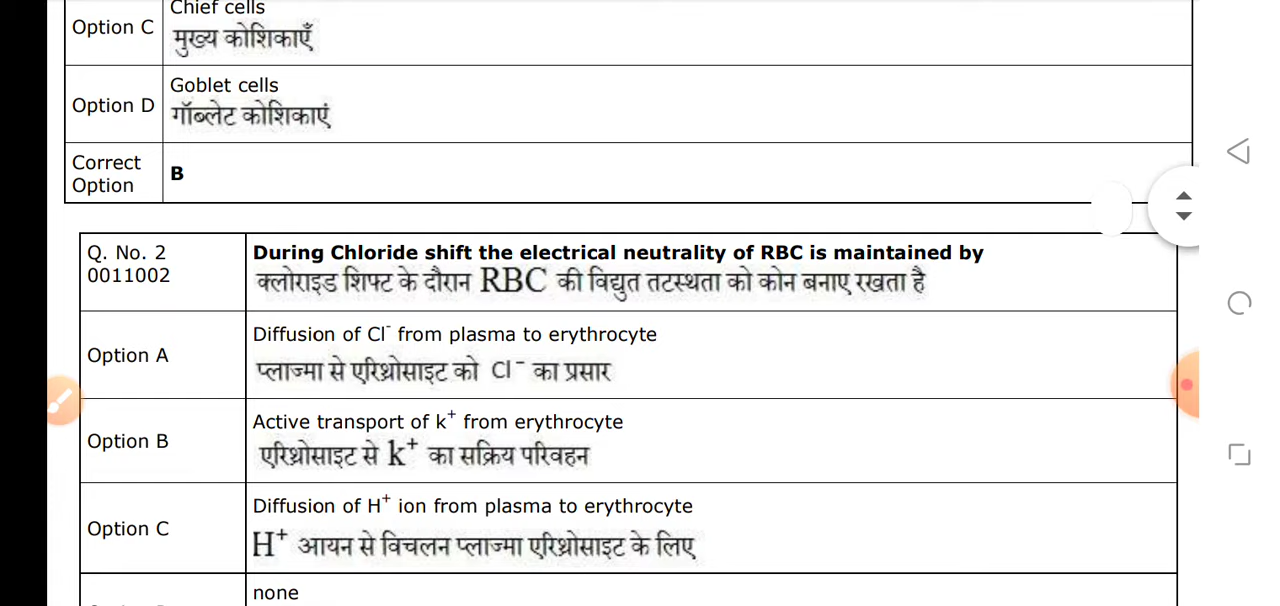 Chief cells
Option C
मुख्य कोशिकाएँ
Goblet cells
Option D
गॉब्लेट कोशिकाएं
Correct
Option
B
Q. No. 2
0011002
During Chloride shift the electrical neutrality of RBC is maintained by
क्लोराइड शिफ्ट के दौरान RBC की विद्युत तटस्थता को कोन बनाए रखता है
Option A
Diffusion of Cl⁻ from plasma to erythrocyte
प्लाज्मा से एरिथ्रोसाइट को Cl⁻ का प्रसार
Option B
Active transport of k⁺ from erythrocyte
एरिथ्रोसाइट से k⁺ का सक्रिय परिवहन
Option C
Diffusion of H⁺ ion from plasma to erythrocyte
H⁺ आयन से विचलन प्लाज्मा एरिथ्रोसाइट के लिए
none